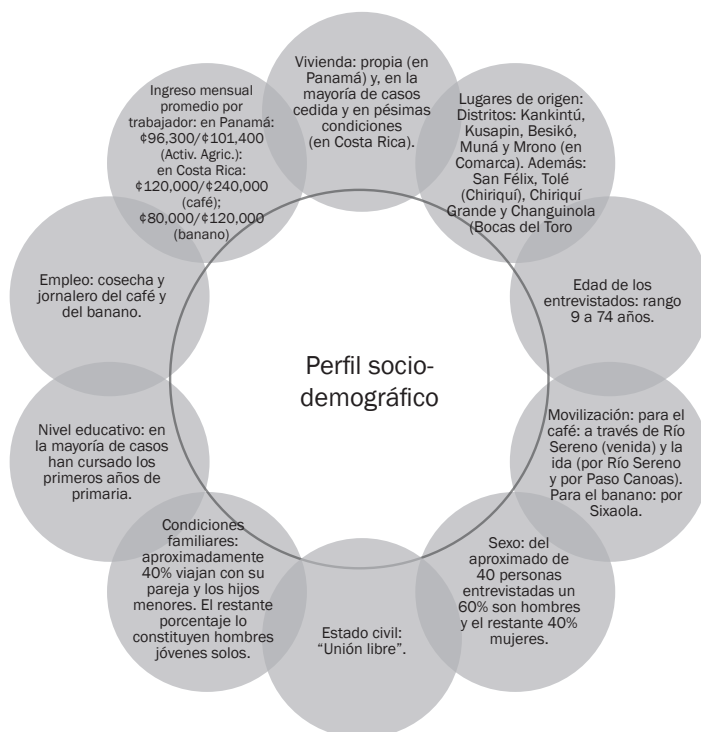 Vivienda: propia (en
Panamá) y, en la
mayoría de casos
cedida y en pésimas
condiciones
(en Costa Rica).
Lugares de origen:
Distritos: Kankintú,
Kusapin, Besikó,
Muná y Mrono (en
Comarca). Además:
San Félix, Tolé
(Chiriquí), Chiriquí
Grande y Changuinola
(Bocas del Toro
Edad de los
entrevistados: rango
9 a 74 años.
Movilización: para el
café: a través de Río
Sereno (venida) y la
ida (por Río Sereno
y por Paso Canoas).
Para el banano: por
Sixaola.
Sexo: del
aproximado de
40 personas
entrevistadas un
60% son hombres
y el restante 40%
mujeres.
Estado civil:
“Unión libre”.
Condiciones
familiares:
aproximadamente
40% viajan con su
pareja y los hijos
menores. El restante
porcentaje lo
constituyen hombres
jóvenes solos.
Nivel educativo: en
la mayoría de casos
han cursado los
primeros años de
primaria.
Empleo: cosecha y
jornalero del café y
del banano.
Ingreso mensual
promedio por
trabajador: en Panamá:
¢96,300/¢101,400
(Activ. Agric.):
en Costa Rica:
¢120,000/¢240,000
(café);
¢80,000/¢120,000
(banano)
Perfil socio-
demográfico